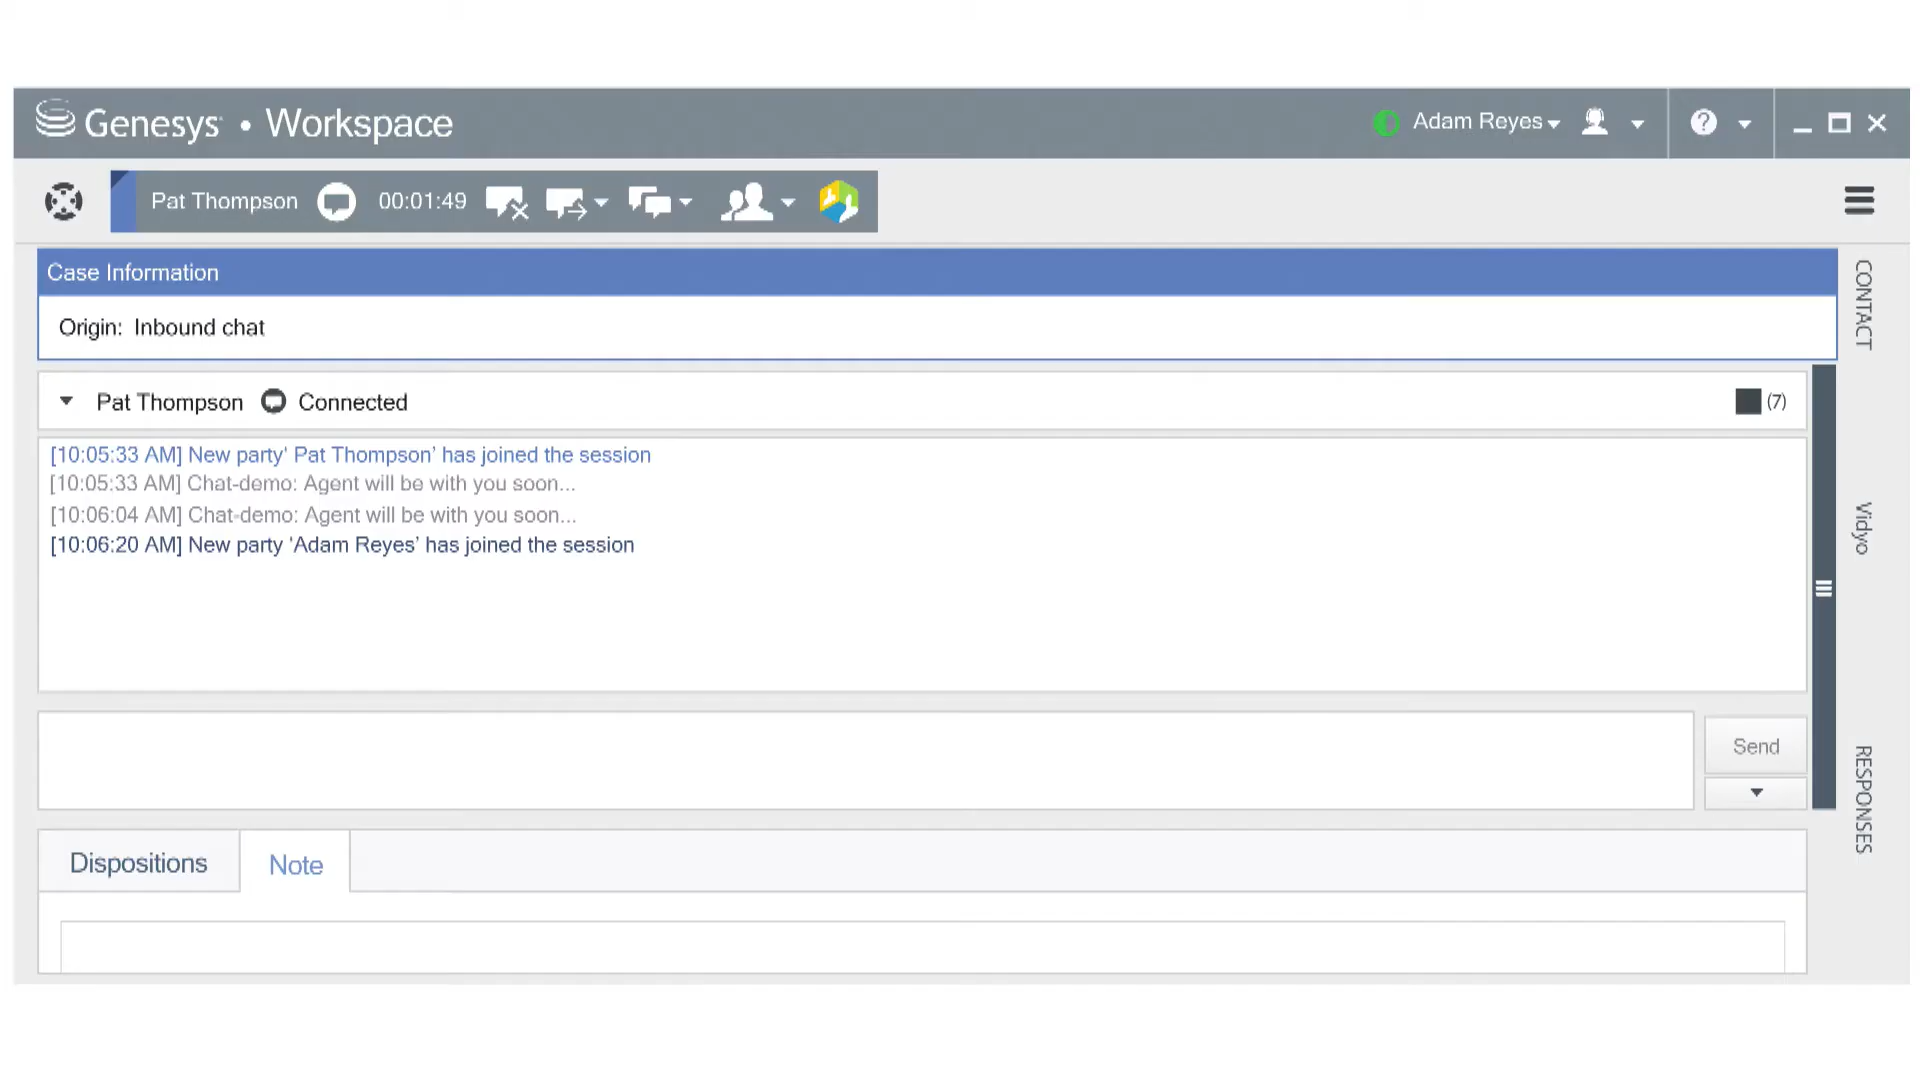 Genesys • Workspace
Adam Reyes
?
Pat Thompson
00:01:49
Case Information
Origin: Inbound chat
CONTACT
Pat Thompson Connected
(7)
[10:05:33 AM] New party' Pat Thompson’ has joined the session
[10:05:33 AM] Chat-demo: Agent will be with you soon...
[10:06:04 AM] Chat-demo: Agent will be with you soon...
[10:06:20 AM] New party ‘Adam Reyes’ has joined the session
Vidyo
Send
RESPONSES
Dispositions
Note